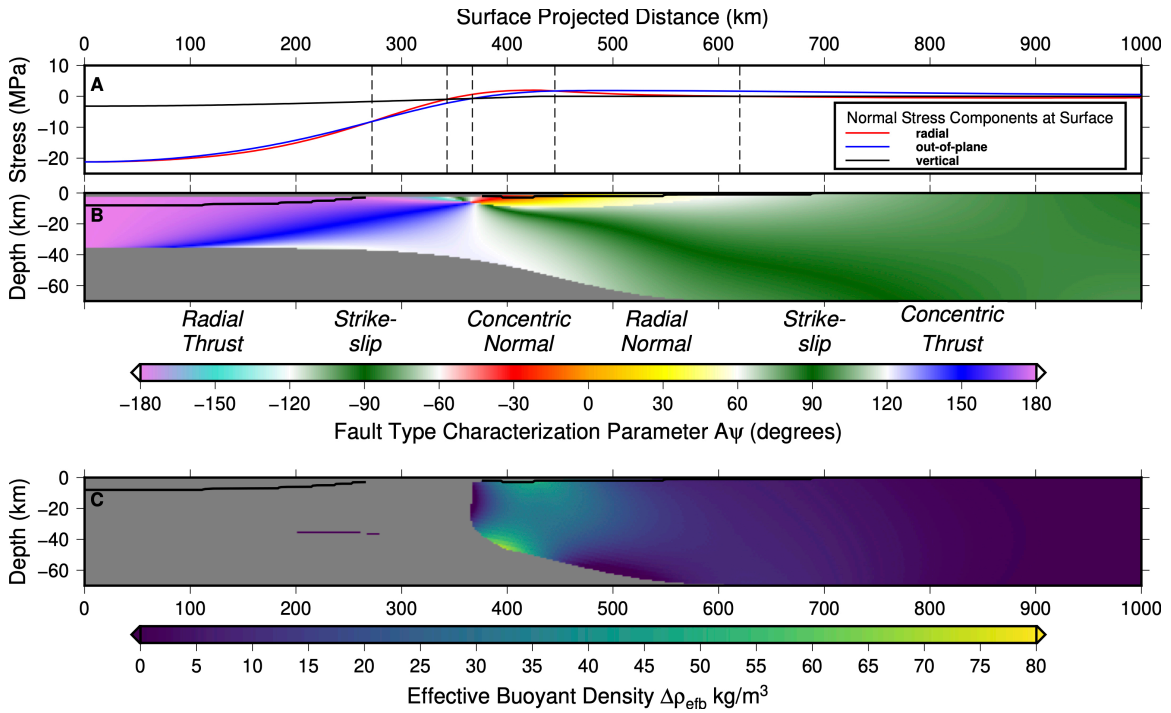 Surface Projected Distance (km)
0 100 200 300 400 500 600 700 800 900 1000
10
0
−10
−20
Stress (MPa)
A
Normal Stress Components at Surface
radial
out-of-plane
vertical
0
−20
−40
−60
Depth (km)
B
Radial Thrust
Strike-slip
Concentric Normal
Radial Normal
Strike-slip
Concentric Thrust
−180 −150 −120 −90 −60 −30 0 30 60 90 120 150 180
Fault Type Characterization Parameter Aψ (degrees)
0
−20
−40
−60
Depth (km)
C
0 100 200 300 400 500 600 700 800 900 1000
0 5 10 15 20 25 30 35 40 45 50 55 60 65 70 75 80
Effective Buoyant Density Δρefb kg/m³